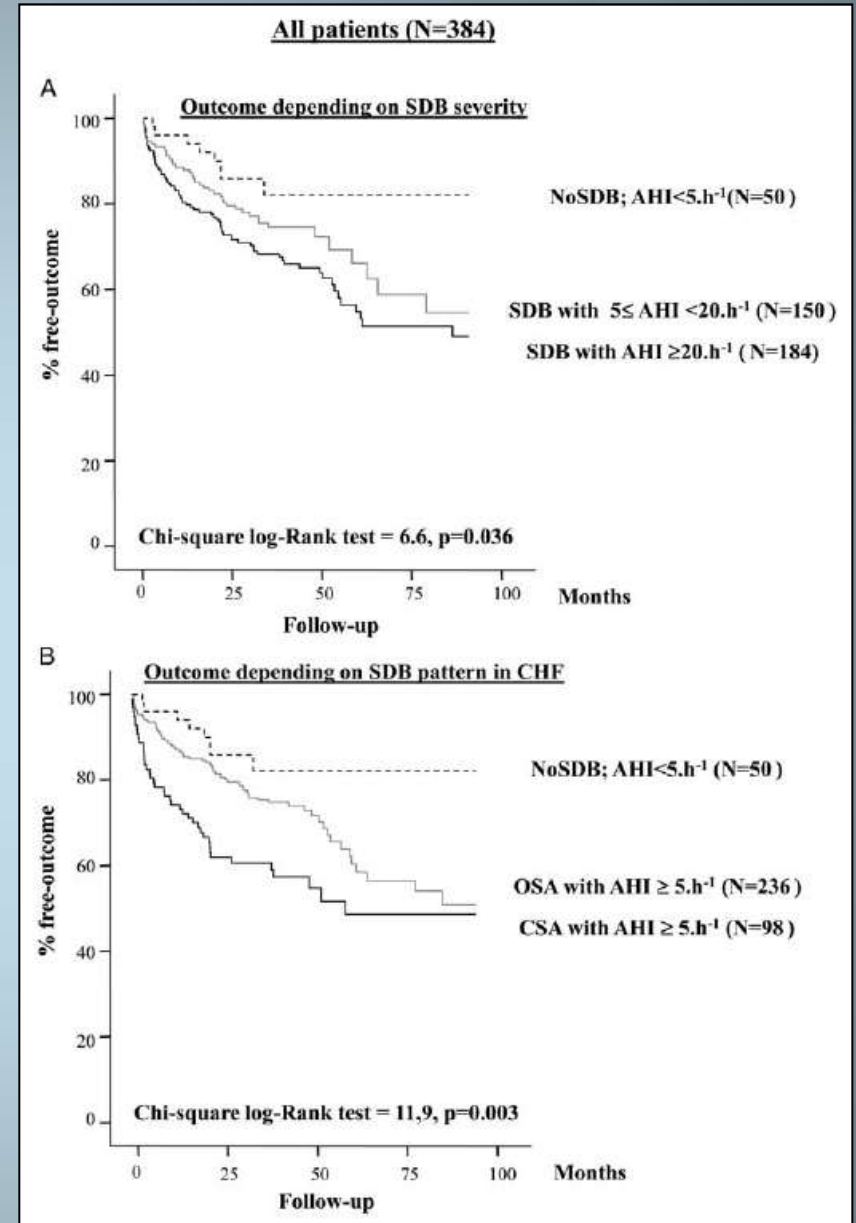 All patients (N=384)
A
Outcome depending on SDB severity
100
80
60
40
20
0
% free-outcome
NoSDB; AHI<5.h⁻¹(N=50)
SDB with 5≤ AHI <20.h⁻¹ (N=150)
SDB with AHI ≥20.h⁻¹ (N=184)
Chi-square log-Rank test = 6.6, p=0.036
0 25 50 75 100 Months
Follow-up
B
Outcome depending on SDB pattern in CHF
100
80
60
40
20
0
% free-outcome
NoSDB; AHI<5.h⁻¹ (N=50)
OSA with AHI ≥ 5.h⁻¹ (N=236)
CSA with AHI ≥ 5.h⁻¹ (N=98)
Chi-square log-Rank test = 11,9, p=0.003
0 25 50 75 100 Months
Follow-up